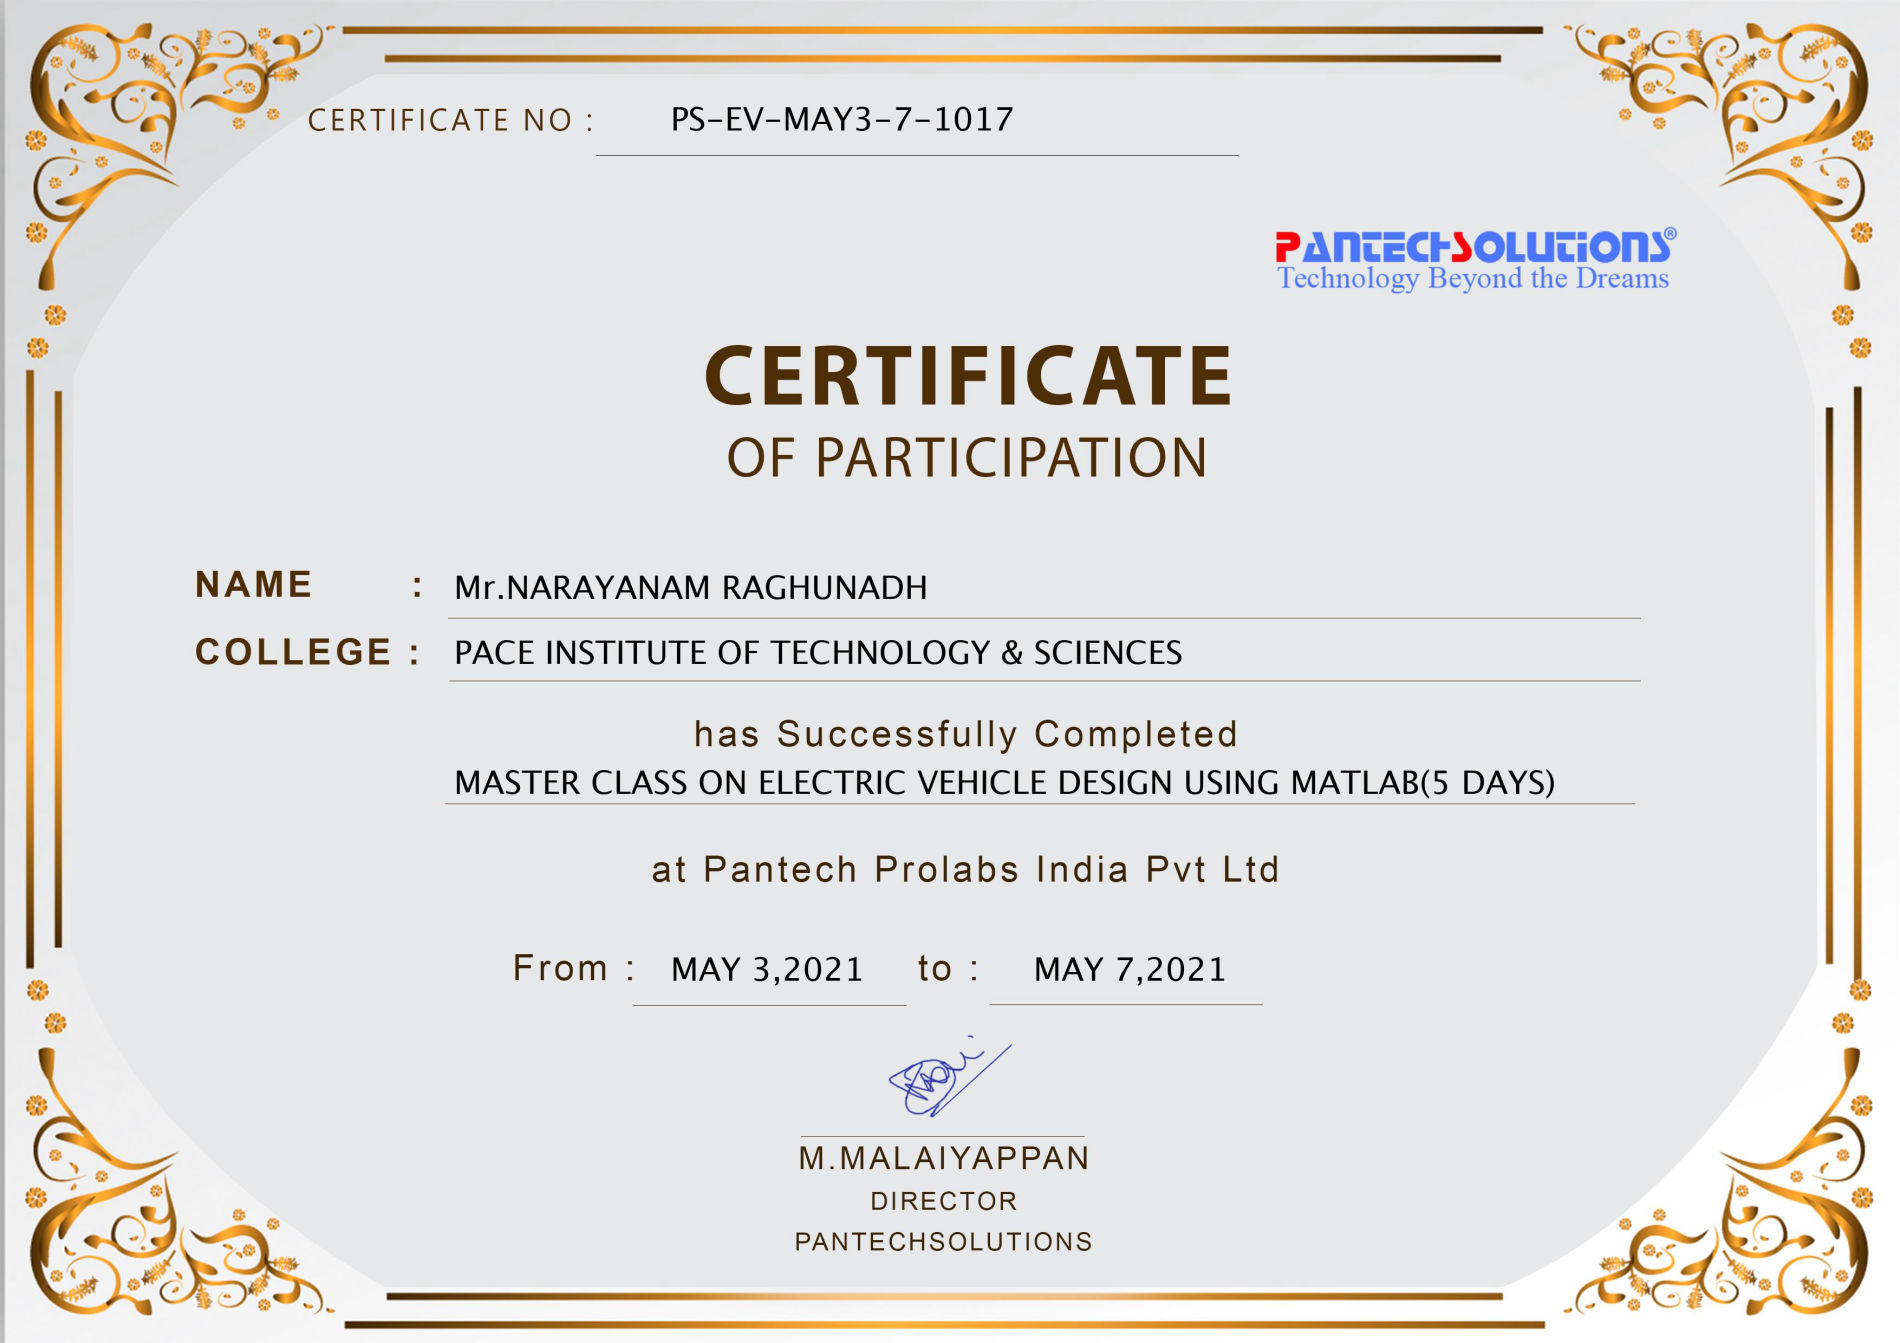 CERTIFICATE NO : PS-EV-MAY3-7-1017
PANTECHSOLUTIONS®
Technology Beyond the Dreams
CERTIFICATE
OF PARTICIPATION
NAME : Mr.NARAYANAM RAGHUNADH
COLLEGE : PACE INSTITUTE OF TECHNOLOGY & SCIENCES
has Successfully Completed
MASTER CLASS ON ELECTRIC VEHICLE DESIGN USING MATLAB(5 DAYS)
at Pantech Prolabs India Pvt Ltd
From : MAY 3,2021 to : MAY 7,2021
M.MALAIYAPPAN
DIRECTOR
PANTECHSOLUTIONS